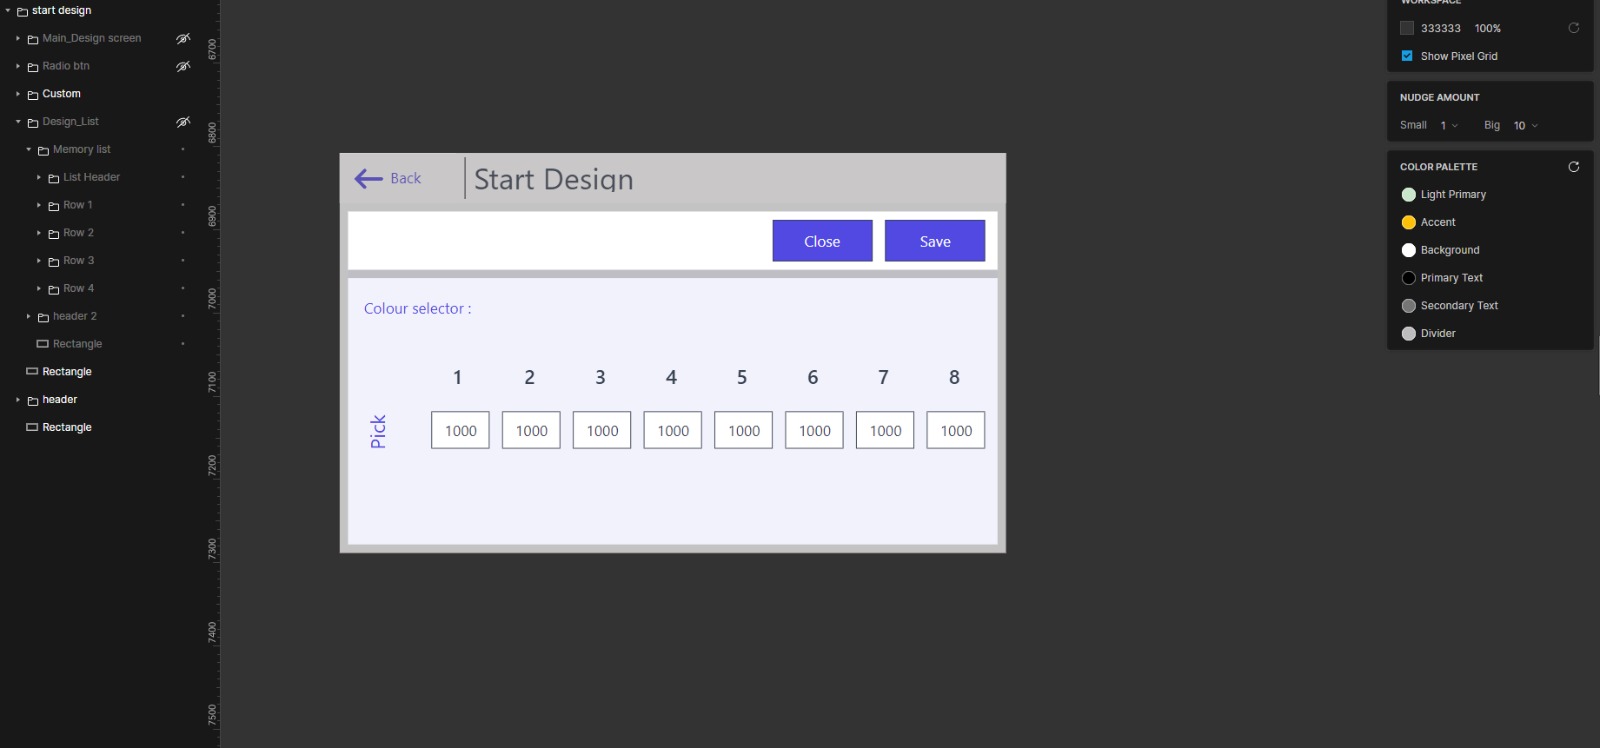 start design
Main_Design screen
Radio btn
Custom
Design_List
Memory list
List Header
Row 1
Row 2
Row 3
Row 4
header 2
Rectangle
Rectangle
header
Rectangle
6700
6800
6900
7000
7100
7200
7300
7400
7500
Back
Start Design
Close Save
Colour selector :
1 2 3 4 5 6 7 8
Pick
1000 1000 1000 1000 1000 1000 1000 1000
WORKSPACE
333333 100%
Show Pixel Grid
NUDGE AMOUNT
Small 1 Big 10
COLOR PALETTE
Light Primary
Accent
Background
Primary Text
Secondary Text
Divider